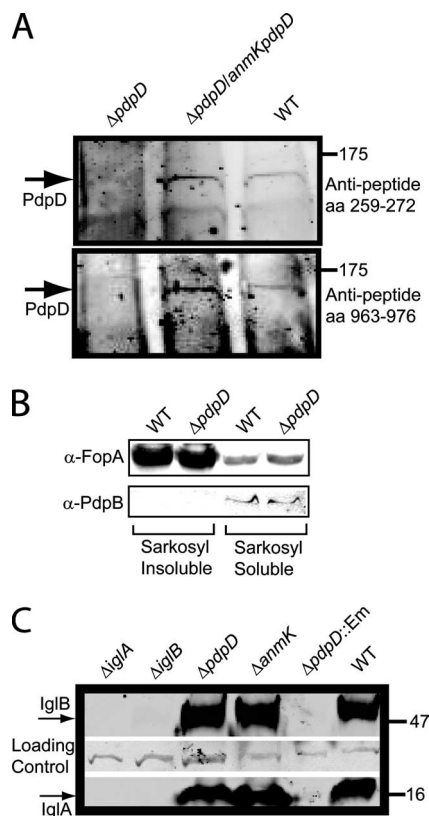 A
ΔpdpD
ΔpdpD/anmKpdpD
WT
175
PdpD
Anti-peptide
aa 259-272
175
PdpD
Anti-peptide
aa 963-976
B
WT
ΔpdpD
WT
ΔpdpD
α-FopA
α-PdpB
Sarkosyl
Insoluble
Sarkosyl
Soluble
C
ΔiglA
ΔiglB
ΔpdpD
ΔanmK
ΔpdpD::Em
WT
IglB
47
Loading
Control
16
IglA